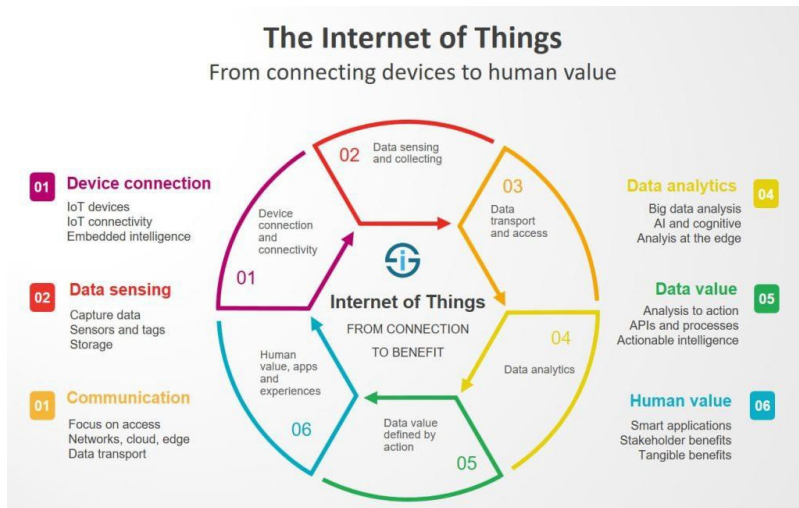 The Internet of Things
From connecting devices to human value
01
Device connection
IoT devices
IoT connectivity
Embedded intelligence
02
Data sensing
Capture data
Sensors and tags
Storage
01
Communication
Focus on access
Networks, cloud, edge
Data transport
02
Data sensing
and collecting
03
Data
transport
and access
Device
connection
and
connectivity
01
Internet of Things
FROM CONNECTION
TO BENEFIT
04
Data analytics
Human
value, apps
and
experiences
06
Data value
defined by
action
05
Data analytics
04
Big data analysis
AI and cognitive
Analyis at the edge
Data value
05
Analysis to action
APIs and processes
Actionable intelligence
Human value
06
Smart applications
Stakeholder benefits
Tangible benefits